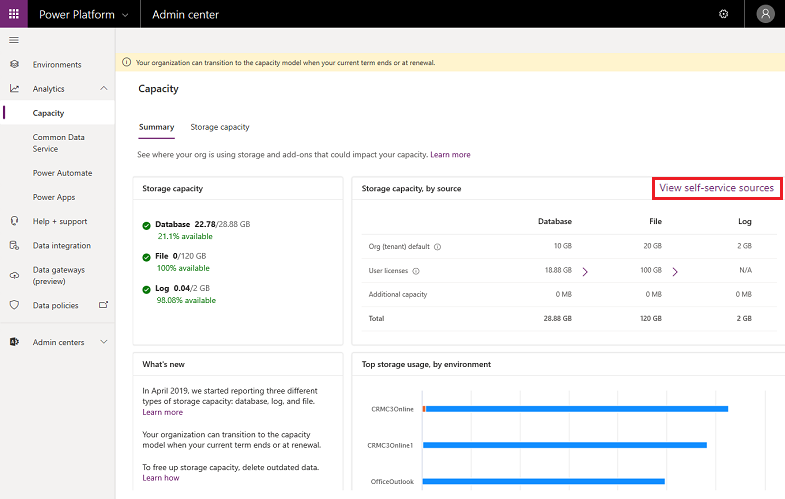 Power Platform
Admin center
Environments
Analytics
Capacity
Common Data
Service
Power Automate
Power Apps
Help + support
Data integration
Data gateways
(preview)
Data policies
Admin centers
Your organization can transition to the capacity model when your current term ends or at renewal.
Capacity
Summary
Storage capacity
See where your org is using storage and add-ons that could impact your capacity. Learn more
Storage capacity
Database 22.78/28.88 GB
21.1% available
File 0/120 GB
100% available
Log 0.04/2 GB
98.08% available
Storage capacity, by source
View self-service sources
Database File Log
Org (tenant) default 10 GB 20 GB 2 GB
User licenses 18.88 GB 100 GB N/A
Additional capacity 0 MB 0 MB 0 MB
Total 28.88 GB 120 GB 2 GB
What's new
In April 2019, we started reporting three different
types of storage capacity: database, log, and file.
Learn more
Your organization can transition to the capacity
model when your current term ends or at renewal.
To free up storage capacity, delete outdated data.
Learn how
Top storage usage, by environment
CRMC3Online
CRMC3Online1
OfficeOutlook